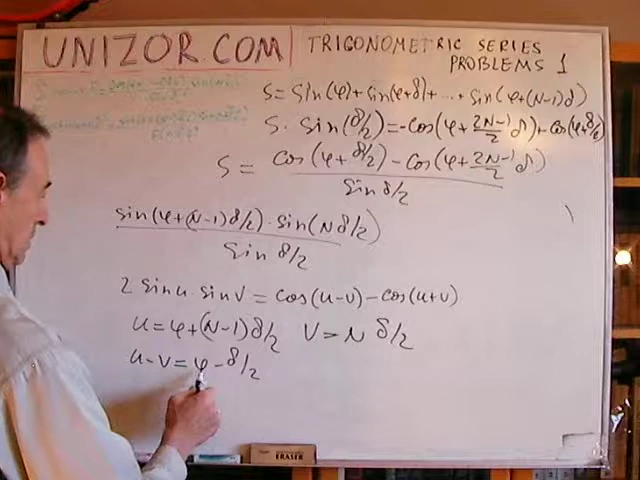 UNIZOR.COM
TRIGONOMETRIC SERIES
PROBLEMS 1
S = Sin(φ) + Sin(φ+δ) + ... + Sin(φ+(N-1)δ)
S · Sin(δ/2) = -Cos(φ + 2N-1/2 δ) + Cos(φ-δ/2)
S = Cos(φ + δ/2) - Cos(φ + 2N-1/2 δ) / Sin δ/2
Sin(φ+(N-1)δ/2) · Sin(Nδ/2) / Sin δ/2
2 Sin u · Sin v = Cos(u-v) - Cos(u+v)
u = φ+(N-1)δ/2 V = N δ/2
u-v = φ - δ/2
ERASER